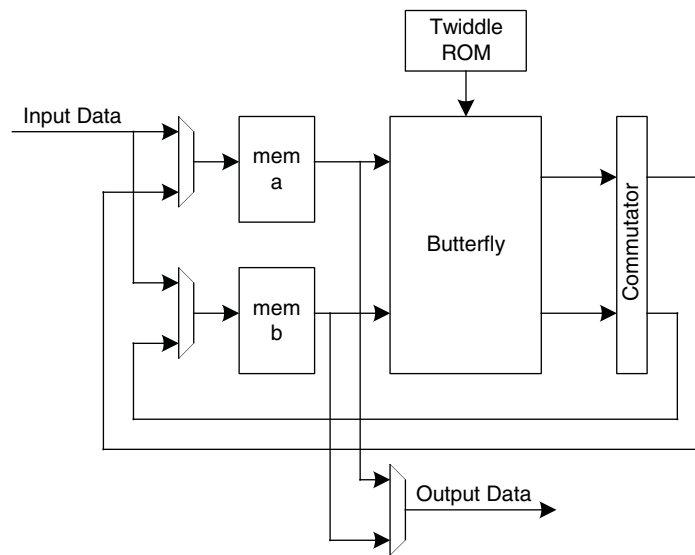 Twiddle
ROM
Input Data
mem
a
Butterfly
Commutator
mem
b
Output Data